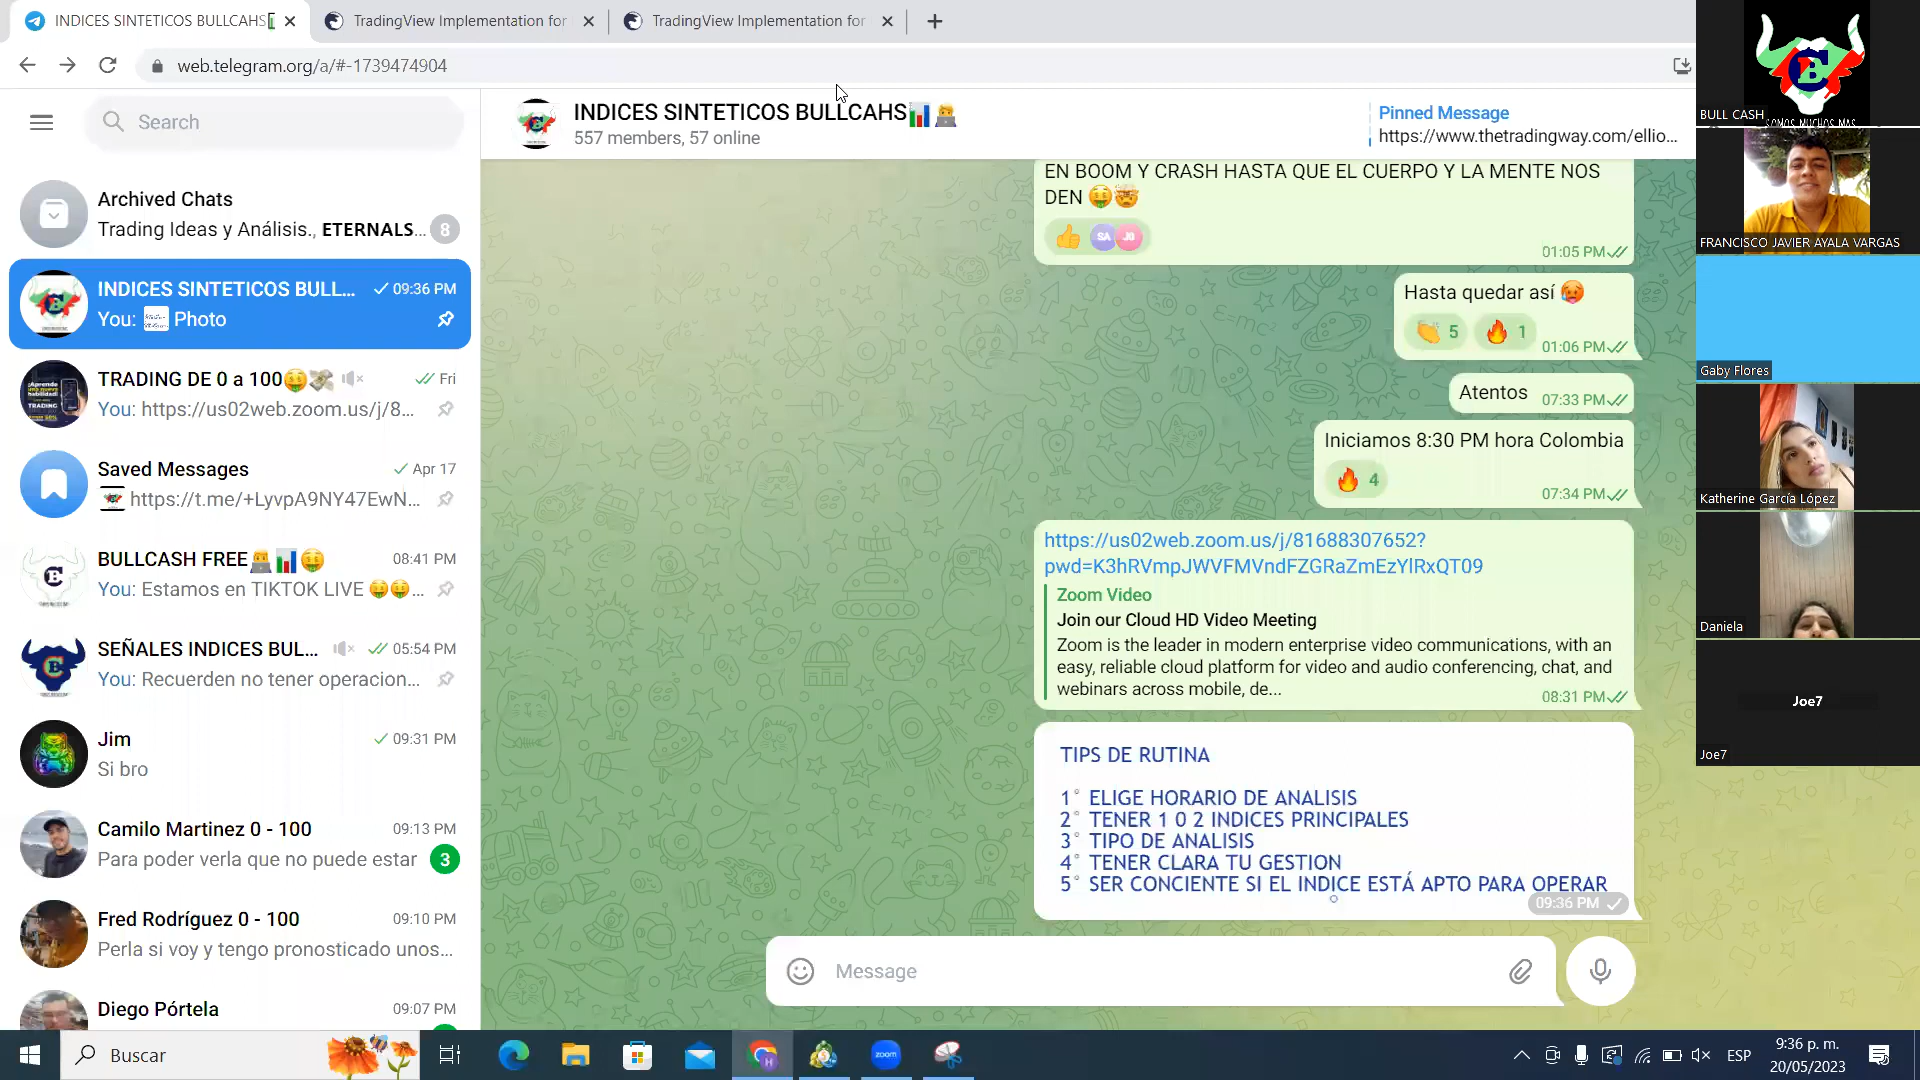 INDICES SINTETICOS BULLCAHS
TradingView Implementation for
TradingView Implementation for
web.telegram.org/a/#-1739474904
Search
INDICES SINTETICOS BULLCAHS
557 members, 57 online
Pinned Message
https://www.thetradingway.com/ellio...
Archived Chats
Trading Ideas y Análisis., ETERNALS...
8
INDICES SINTETICOS BULL...
09:36 PM
You: Photo
TRADING DE 0 a 100
Fri
You: https://us02web.zoom.us/j/8...
Saved Messages
Apr 17
https://t.me/+LyvpA9NY47EwN...
BULLCASH FREE
08:41 PM
You: Estamos en TIKTOK LIVE ...
SEÑALES INDICES BUL...
05:54 PM
You: Recuerden no tener operacion...
Jim
09:31 PM
Si bro
Camilo Martinez 0 - 100
09:13 PM
Para poder verla que no puede estar
3
Fred Rodríguez 0 - 100
09:10 PM
Perla si voy y tengo pronosticado unos...
Diego Pórtela
09:07 PM
EN BOOM Y CRASH HASTA QUE EL CUERPO Y LA MENTE NOS
DEN
SA
JG
01:05 PM
Hasta quedar así
5
1
01:06 PM
Atentos
07:33 PM
Iniciamos 8:30 PM hora Colombia
4
07:34 PM
https://us02web.zoom.us/j/81688307652?
pwd=K3hRVmpJWVFMVndFZGRaZmEzYlRxQT09
Zoom Video
Join our Cloud HD Video Meeting
Zoom is the leader in modern enterprise video communications, with an
easy, reliable cloud platform for video and audio conferencing, chat, and
webinars across mobile, de...
08:31 PM
TIPS DE RUTINA
1° ELIGE HORARIO DE ANALISIS
2° TENER 1 0 2 INDICES PRINCIPALES
3° TIPO DE ANALISIS
4° TENER CLARA TU GESTION
5° SER CONCIENTE SI EL INDICE ESTÁ APTO PARA OPERAR
09:36 PM
Message
BULL CASH
SOMOS MUCHOS MAS
FRANCISCO JAVIER AYALA VARGAS
Gaby Flores
Katherine García López
Daniela
Joe7
Joe7
Buscar
zoom
ESP
9:36 p. m.
20/05/2023